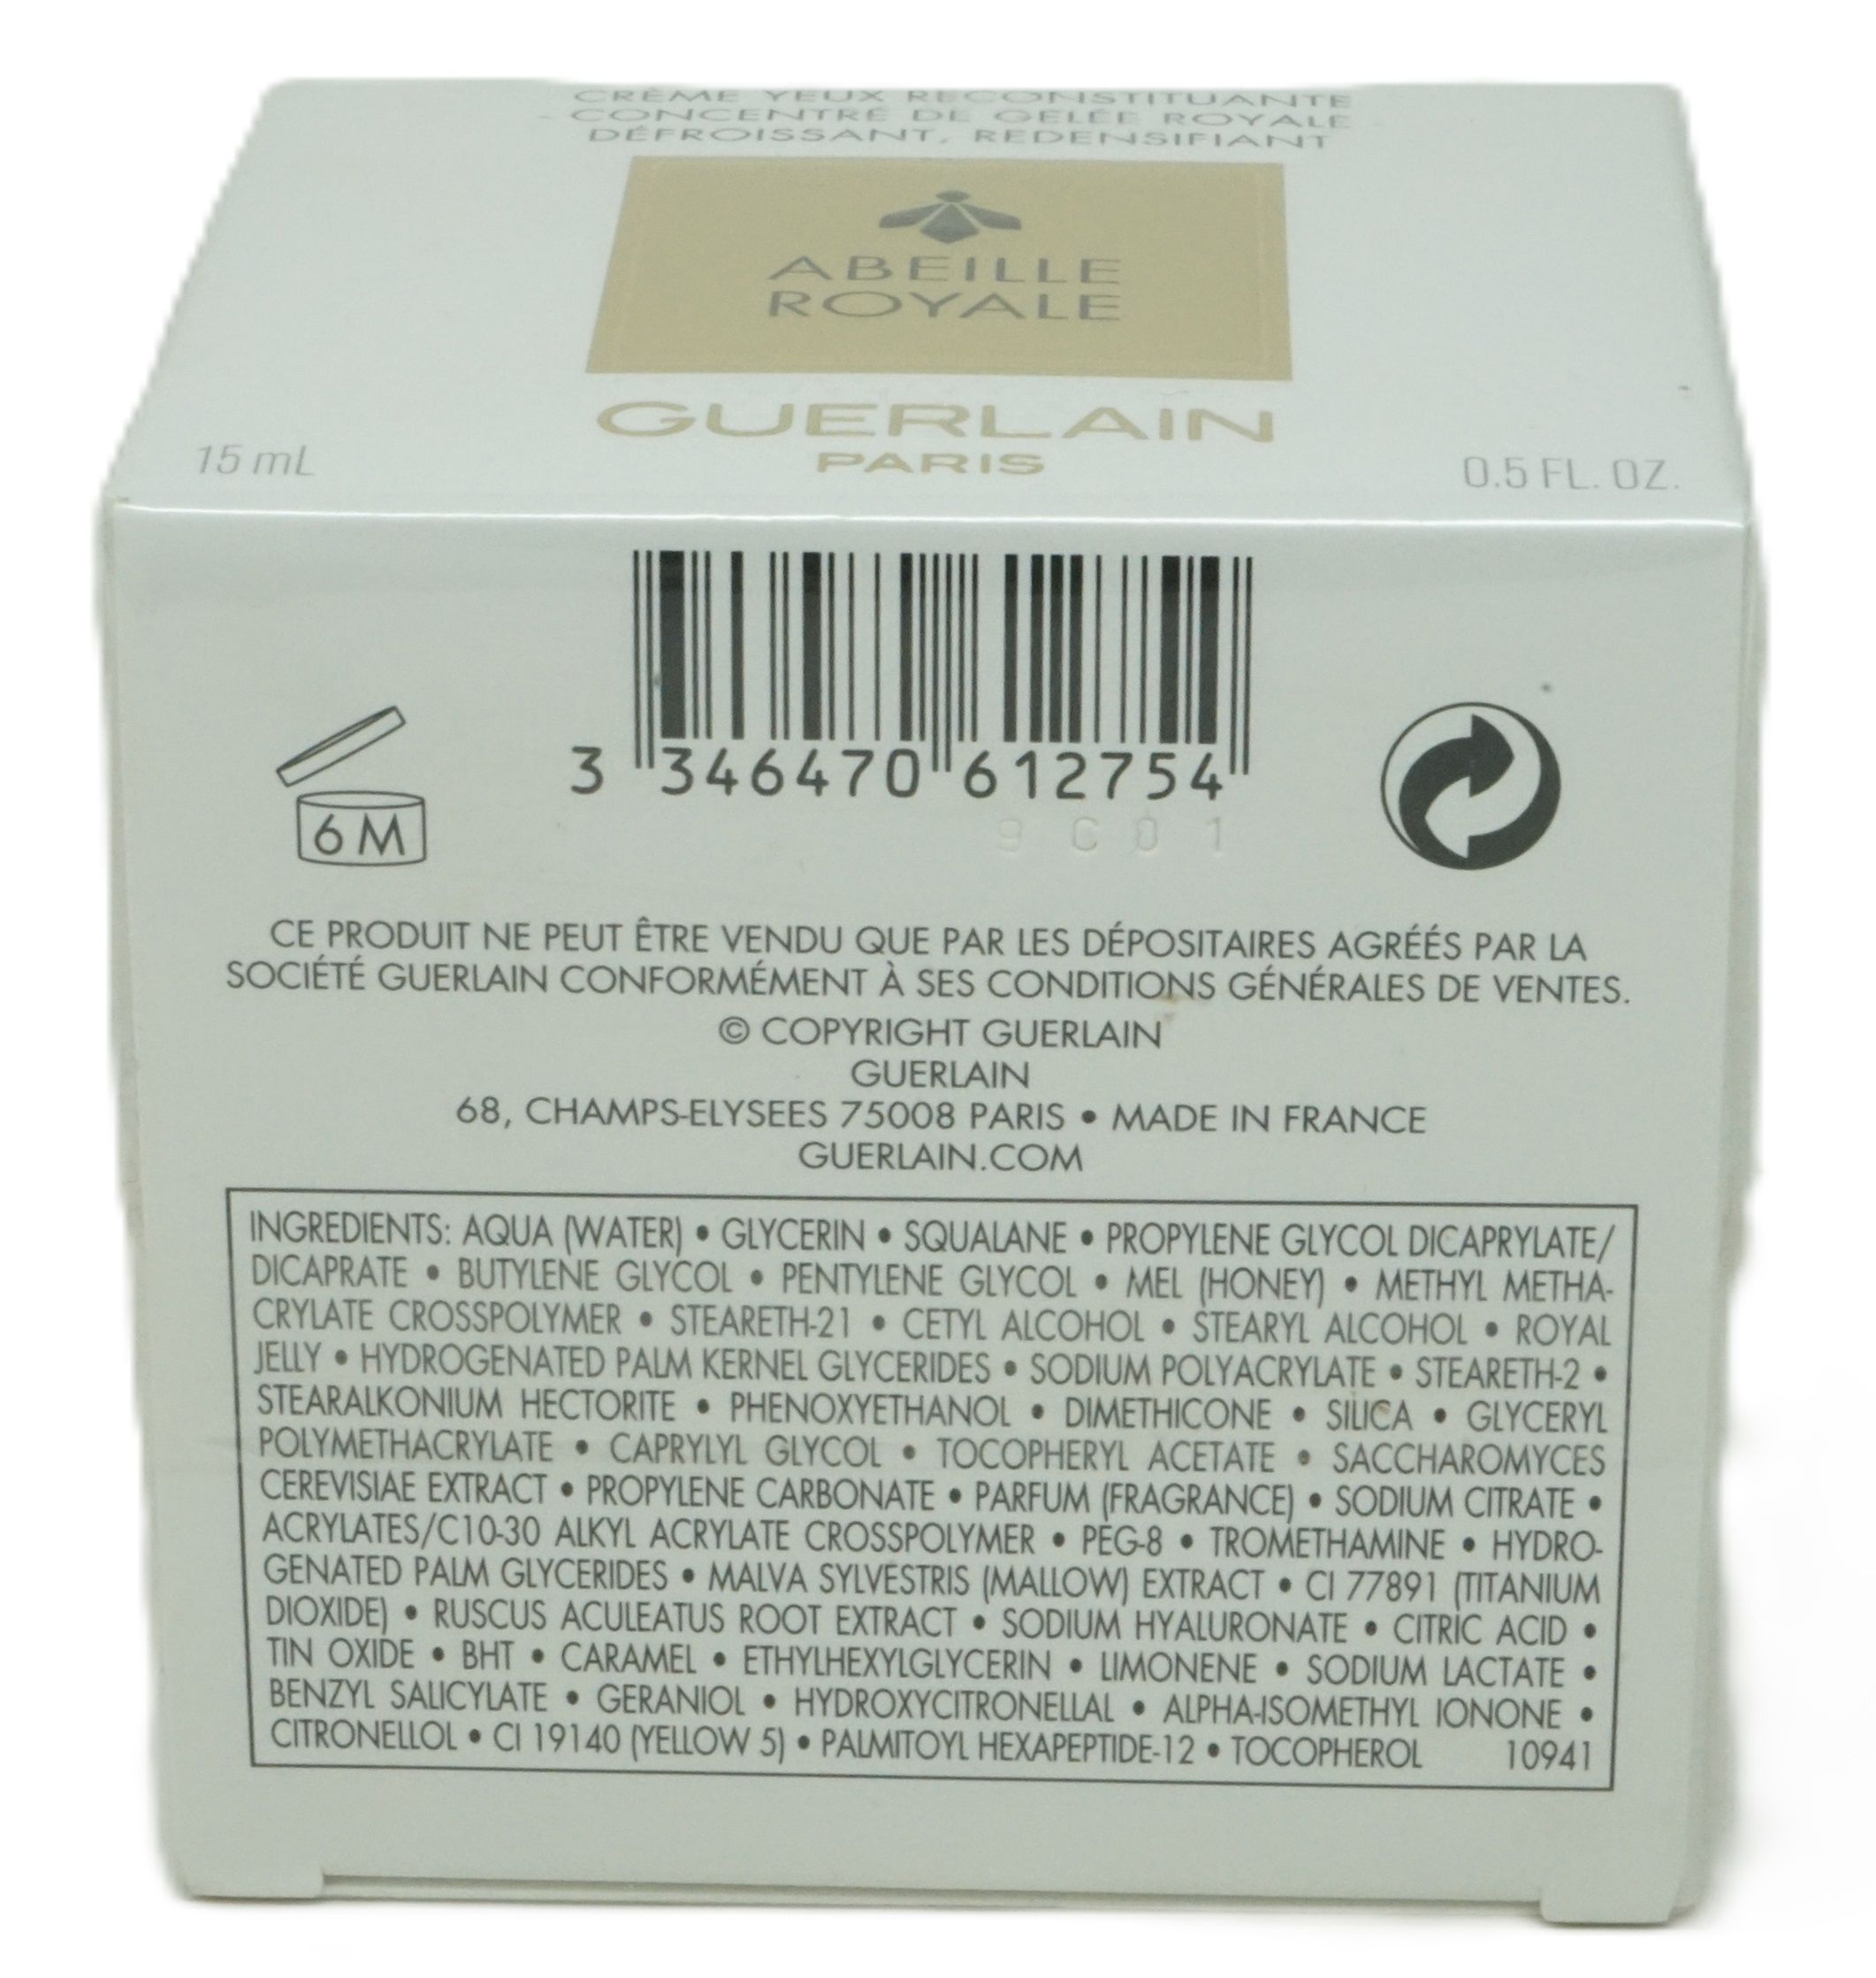 CRÈME YEUX RECONSTITUANTE
- CONCENTRÉ DE GELÉE ROYALE -
DÉFROISSANT, REDENSIFIANT
ABEILLE
ROYALE
GUERLAIN
PARIS
15 mL
0.5 FL. OZ.
3 346470 612754
6 M
9 C 0 1
CE PRODUIT NE PEUT ÊTRE VENDU QUE PAR LES DÉPOSITAIRES AGRÉÉS PAR LA
SOCIÉTÉ GUERLAIN CONFORMÉMENT À SES CONDITIONS GÉNÉRALES DE VENTES.
© COPYRIGHT GUERLAIN
GUERLAIN
68, CHAMPS-ELYSEES 75008 PARIS • MADE IN FRANCE
GUERLAIN.COM
INGREDIENTS: AQUA (WATER) • GLYCERIN • SQUALANE • PROPYLENE GLYCOL DICAPRYLATE/
DICAPRATE • BUTYLENE GLYCOL • PENTYLENE GLYCOL • MEL (HONEY) • METHYL METHA-
CRYLATE CROSSPOLYMER • STEARETH-21 • CETYL ALCOHOL • STEARYL ALCOHOL • ROYAL
JELLY • HYDROGENATED PALM KERNEL GLYCERIDES • SODIUM POLYACRYLATE • STEARETH-2 •
STEARALKONIUM HECTORITE • PHENOXYETHANOL • DIMETHICONE • SILICA • GLYCERYL
POLYMETHACRYLATE • CAPRYLYL GLYCOL • TOCOPHERYL ACETATE • SACCHAROMYCES
CEREVISIAE EXTRACT • PROPYLENE CARBONATE • PARFUM (FRAGRANCE) • SODIUM CITRATE •
ACRYLATES/C10-30 ALKYL ACRYLATE CROSSPOLYMER • PEG-8 • TROMETHAMINE • HYDRO-
GENATED PALM GLYCERIDES • MALVA SYLVESTRIS (MALLOW) EXTRACT • CI 77891 (TITANIUM
DIOXIDE) • RUSCUS ACULEATUS ROOT EXTRACT • SODIUM HYALURONATE • CITRIC ACID •
TIN OXIDE • BHT • CARAMEL • ETHYLHEXYLGLYCERIN • LIMONENE • SODIUM LACTATE •
BENZYL SALICYLATE • GERANIOL • HYDROXYCITRONELLAL • ALPHA-ISOMETHYL IONONE •
CITRONELLOL • CI 19140 (YELLOW 5) • PALMITOYL HEXAPEPTIDE-12 • TOCOPHEROL 10941